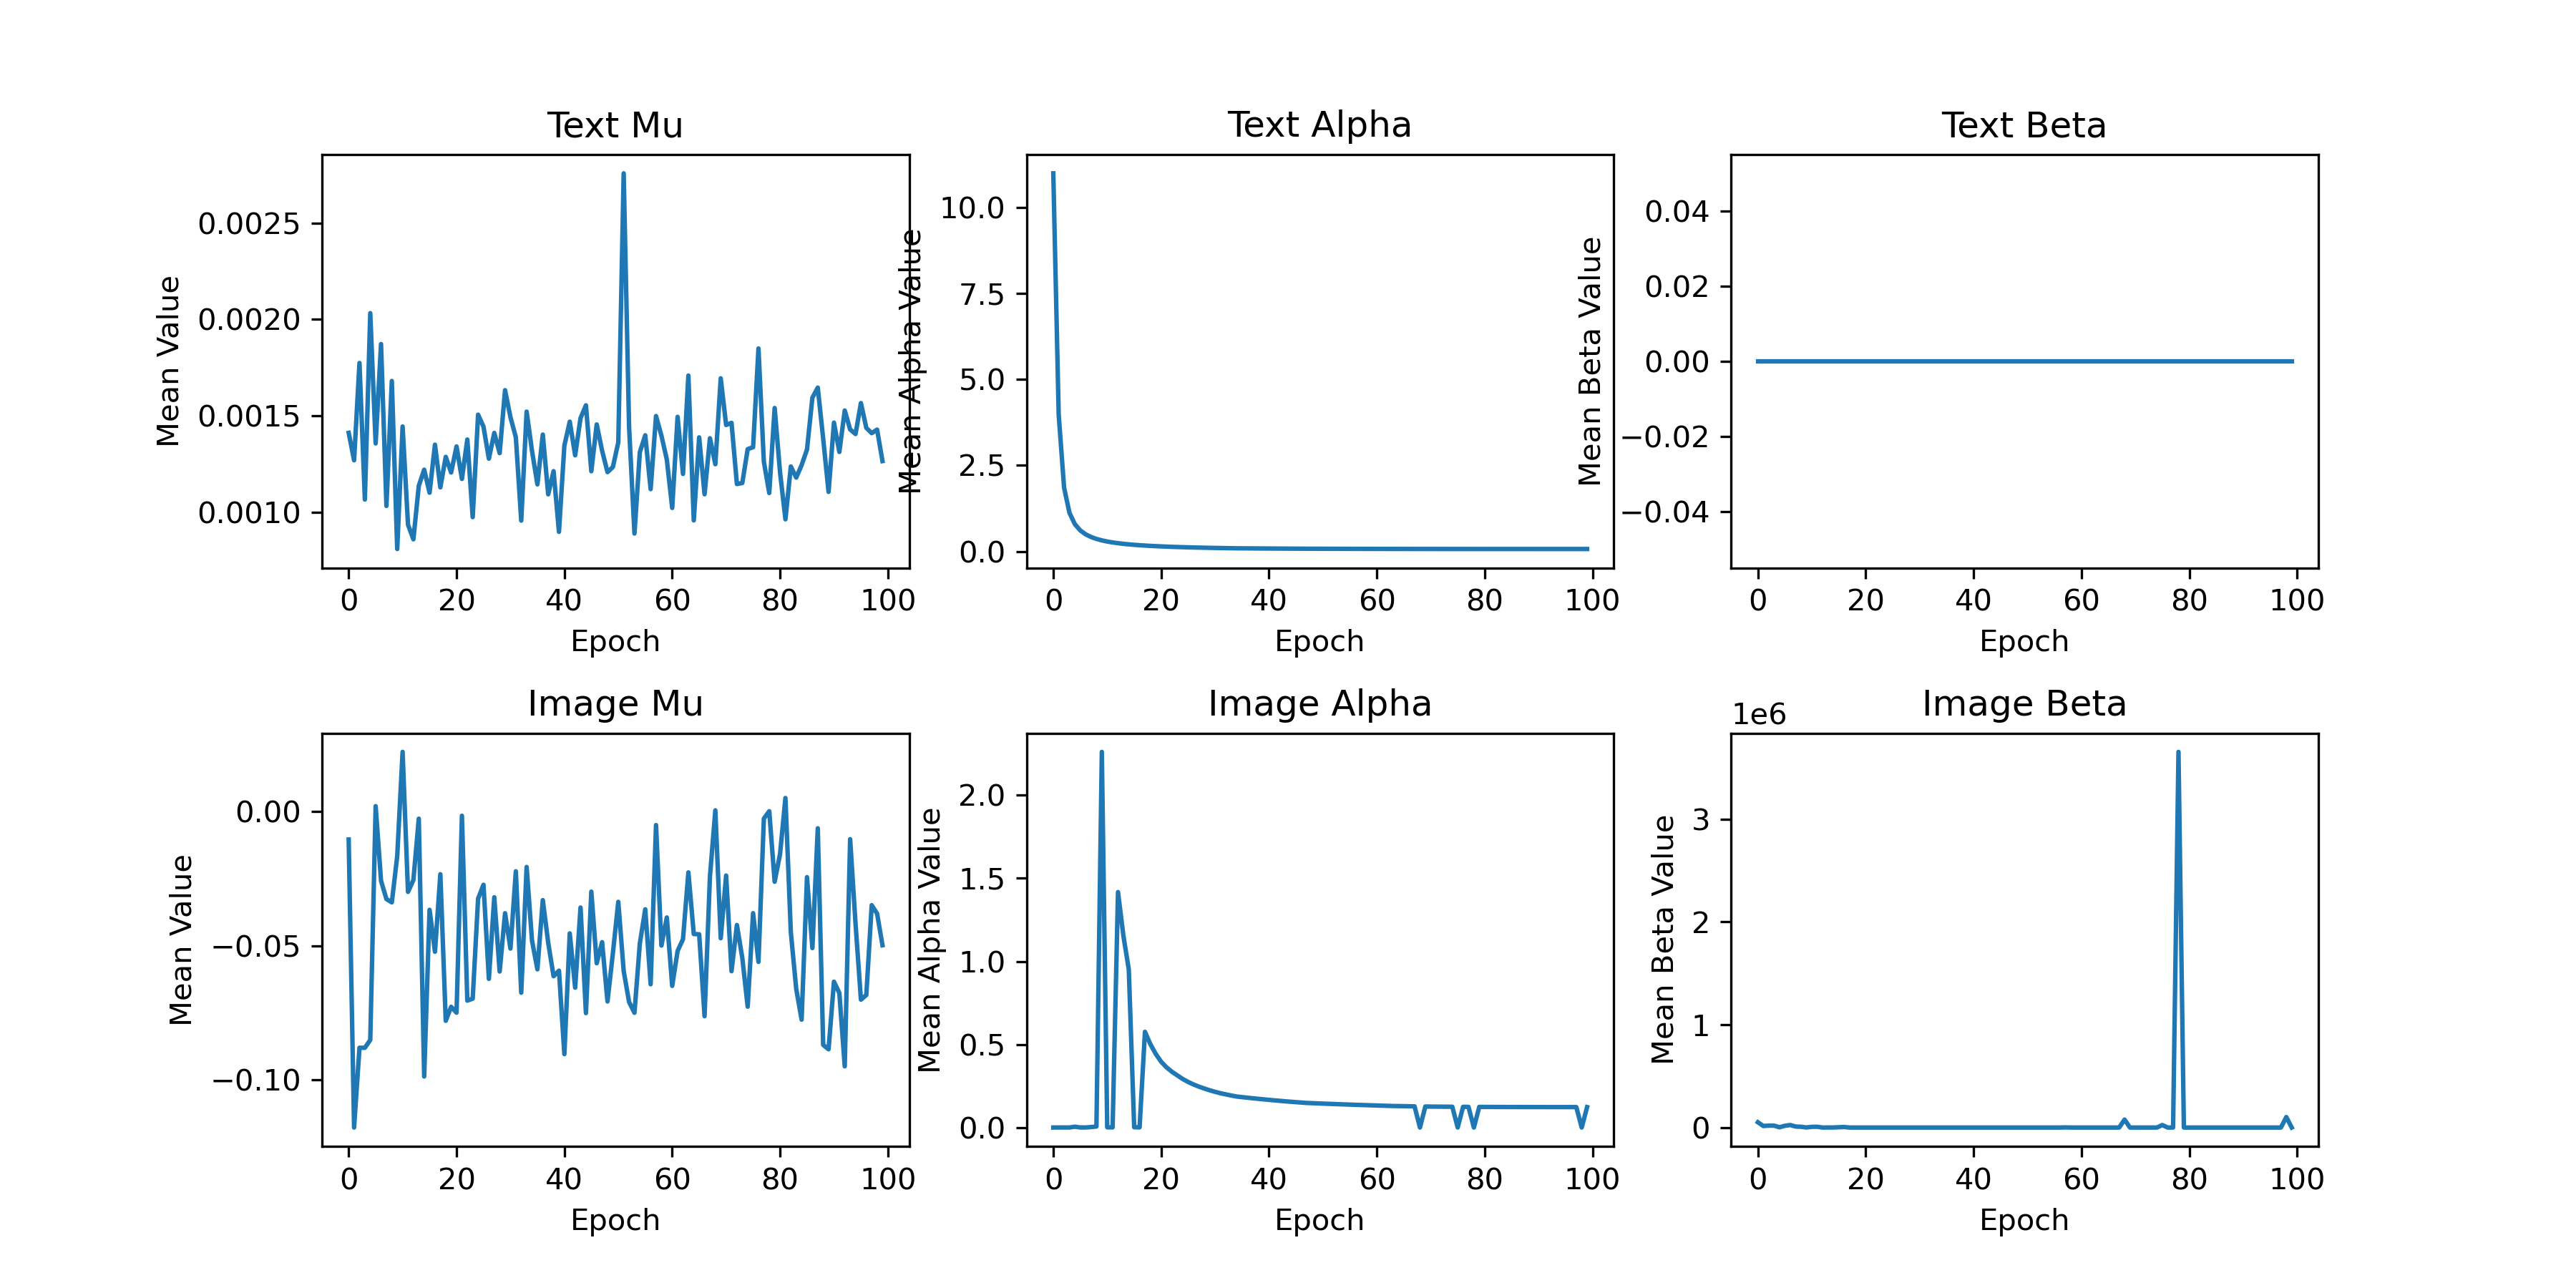 Text Mu
Mean Value
0.0025
0.0020
0.0015
0.0010
0 20 40 60 80 100
Epoch
Text Alpha
Mean Alpha Value
10.0
7.5
5.0
2.5
0.0
0 20 40 60 80 100
Epoch
Text Beta
Mean Beta Value
0.04
0.02
0.00
−0.02
−0.04
0 20 40 60 80 100
Epoch
Image Mu
Mean Value
0.00
−0.05
−0.10
0 20 40 60 80 100
Epoch
Image Alpha
Mean Alpha Value
2.0
1.5
1.0
0.5
0.0
0 20 40 60 80 100
Epoch
Image Beta
1e6
Mean Beta Value
3
2
1
0
0 20 40 60 80 100
Epoch